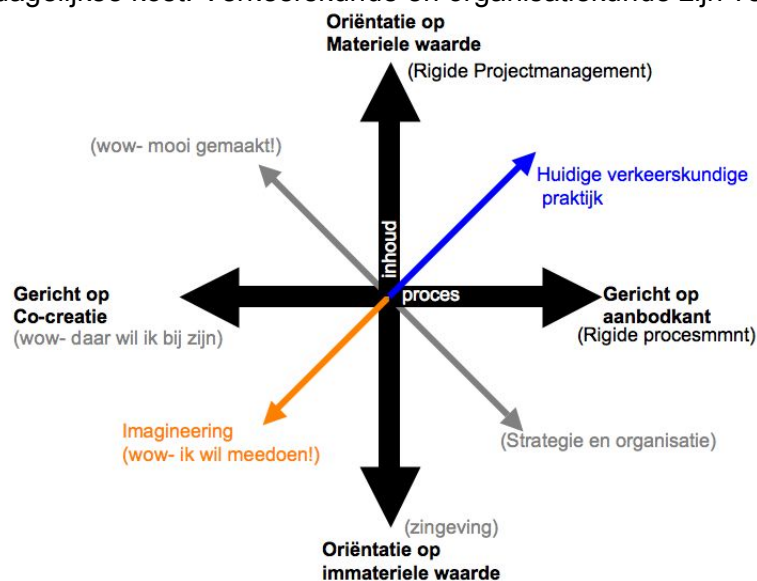 Oriëntatie op
Materiele waarde
(Rigide Projectmanagement)
(wow- mooi gemaakt!)
Huidige verkeerskundige
praktijk
inhoud
proces
Gericht op
Co-creatie
(wow- daar wil ik bij zijn)
Gericht op
aanbodkant
(Rigide procesmmnt)
Imagineering
(wow- ik wil meedoen!)
(Strategie en organisatie)
(zingeving)
Oriëntatie op
immateriele waarde